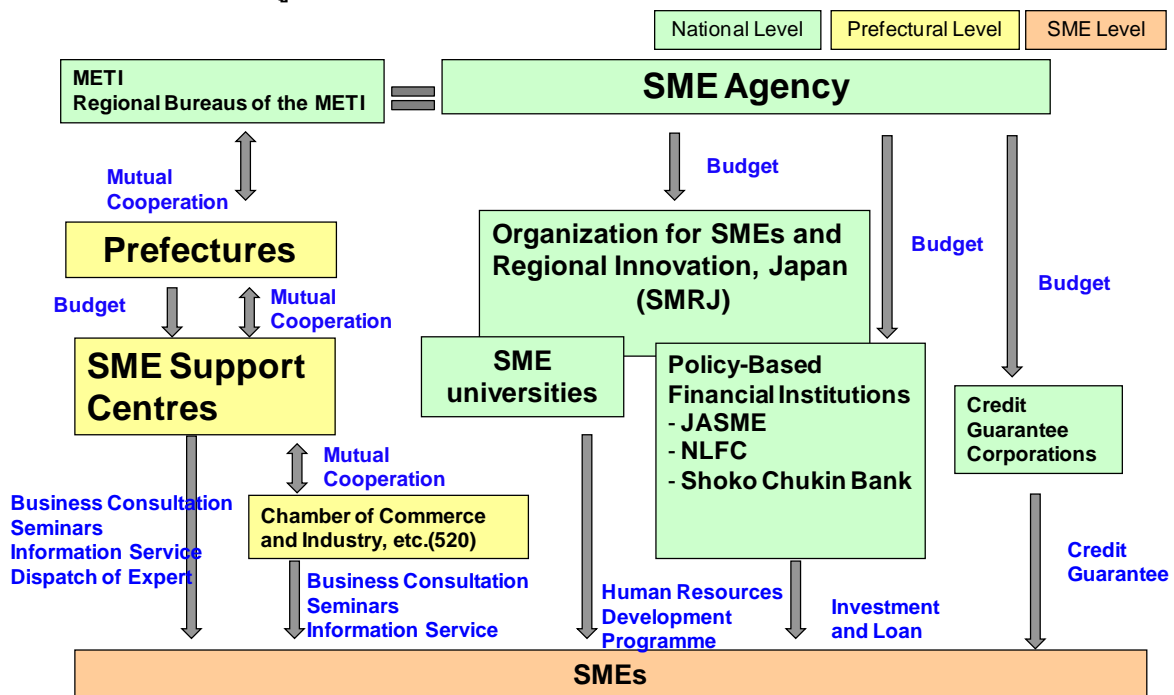 National Level
Prefectural Level
SME Level
METI
Regional Bureaus of the METI
SME Agency
Mutual
Cooperation
Budget
Prefectures
Organization for SMEs and
Regional Innovation, Japan
(SMRJ)
Budget
Budget
Budget
Mutual
Cooperation
SME Support
Centres
SME
universities
Policy-Based
Financial Institutions
- JASME
- NLFC
- Shoko Chukin Bank
Credit
Guarantee
Corporations
Mutual
Cooperation
Business Consultation
Seminars
Information Service
Dispatch of Expert
Chamber of Commerce
and Industry, etc.(520)
Business Consultation
Seminars
Information Service
Human Resources
Development
Programme
Investment
and Loan
Credit
Guarantee
SMEs